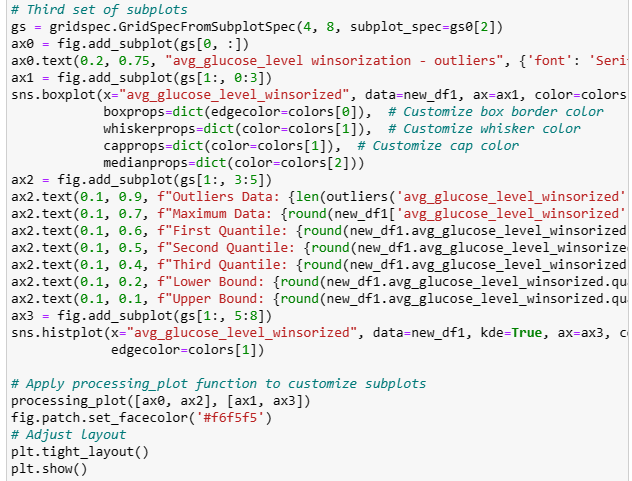 # Third set of subplots
gs = gridspec.GridSpecFromSubplotSpec(4, 8, subplot_spec=gs0[2])
ax0 = fig.add_subplot(gs[0, :])
ax0.text(0.2, 0.75, "avg_glucose_level winsorization - outliers", {'font': 'Seri
ax1 = fig.add_subplot(gs[1:, 0:3])
sns.boxplot(x="avg_glucose_level_winsorized", data=new_df1, ax=ax1, color=colors
            boxprops=dict(edgecolor=colors[0]),  # Customize box border color
            whiskerprops=dict(color=colors[1]),  # Customize whisker color
            capprops=dict(color=colors[1]),  # Customize cap color
            medianprops=dict(color=colors[2]))
ax2 = fig.add_subplot(gs[1:, 3:5])
ax2.text(0.1, 0.9, f"Outliers Data: {len(outliers('avg_glucose_level_winsorized'
ax2.text(0.1, 0.7, f"Maximum Data: {round(new_df1['avg_glucose_level_winsorized'
ax2.text(0.1, 0.6, f"First Quantile: {round(new_df1.avg_glucose_level_winsorized
ax2.text(0.1, 0.5, f"Second Quantile: {round(new_df1.avg_glucose_level_winsorize
ax2.text(0.1, 0.4, f"Third Quantile: {round(new_df1.avg_glucose_level_winsorized
ax2.text(0.1, 0.2, f"Lower Bound: {round(new_df1.avg_glucose_level_winsorized.qu
ax2.text(0.1, 0.1, f"Upper Bound: {round(new_df1.avg_glucose_level_winsorized.qu
ax3 = fig.add_subplot(gs[1:, 5:8])
sns.histplot(x="avg_glucose_level_winsorized", data=new_df1, kde=True, ax=ax3, c
             edgecolor=colors[1])

# Apply processing_plot function to customize subplots
processing_plot([ax0, ax2], [ax1, ax3])
fig.patch.set_facecolor('#f6f5f5')
# Adjust layout
plt.tight_layout()
plt.show()